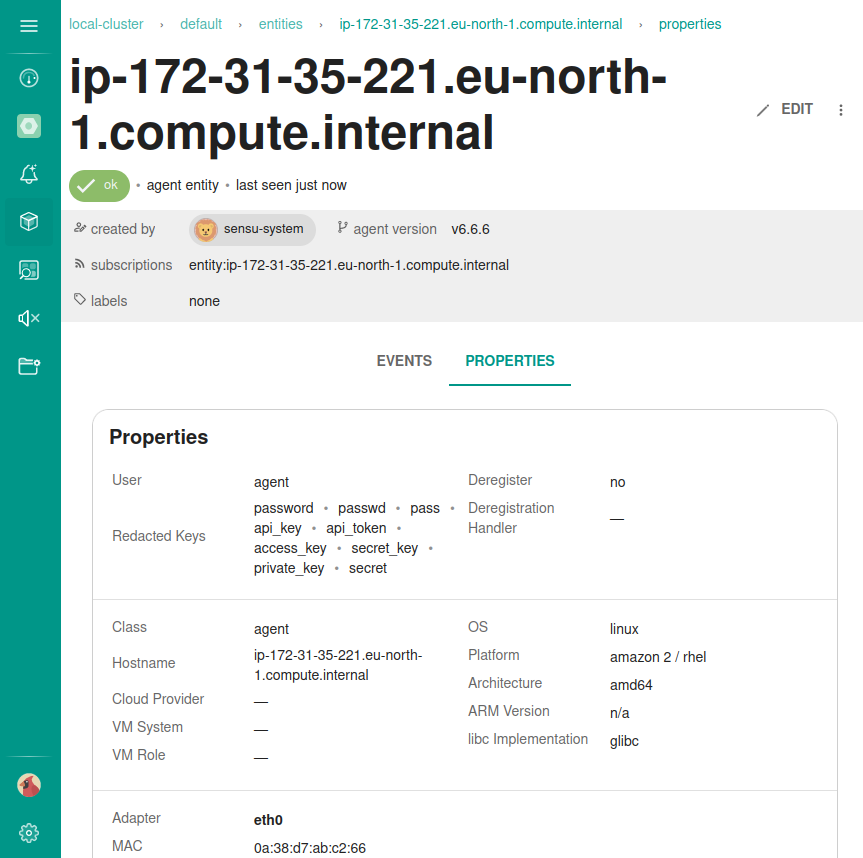 local-cluster › default › entities › ip-172-31-35-221.eu-north-1.compute.internal › properties
ip-172-31-35-221.eu-north-
1.compute.internal
EDIT
ok • agent entity • last seen just now
created by sensu-system agent version v6.6.6
subscriptions entity:ip-172-31-35-221.eu-north-1.compute.internal
labels none
EVENTS PROPERTIES
Properties
User agent
Redacted Keys password • passwd • pass •
api_key • api_token •
access_key • secret_key •
private_key • secret
Deregister no
Deregistration
Handler —
Class agent
Hostname ip-172-31-35-221.eu-north-
1.compute.internal
Cloud Provider —
VM System —
VM Role —
OS linux
Platform amazon 2 / rhel
Architecture amd64
ARM Version n/a
libc Implementation glibc
Adapter eth0
MAC 0a:38:d7:ab:c2:66